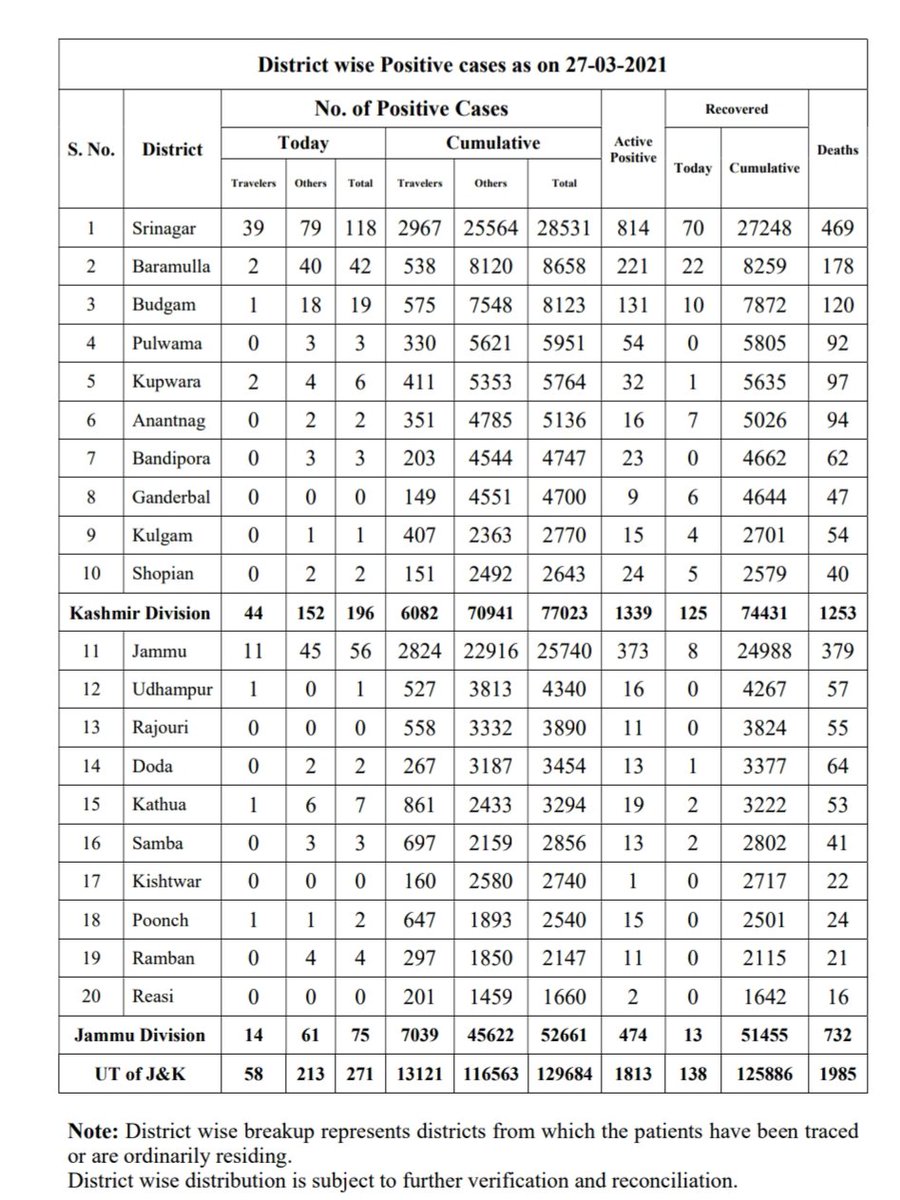 District wise Positive cases as on 27-03-2021
S. No. District No. of Positive Cases Active Positive Recovered Deaths
Today Cumulative Today Cumulative
Travelers Others Total Travelers Others Total
1 Srinagar 39 79 118 2967 25564 28531 814 70 27248 469
2 Baramulla 2 40 42 538 8120 8658 221 22 8259 178
3 Budgam 1 18 19 575 7548 8123 131 10 7872 120
4 Pulwama 0 3 3 330 5621 5951 54 0 5805 92
5 Kupwara 2 4 6 411 5353 5764 32 1 5635 97
6 Anantnag 0 2 2 351 4785 5136 16 7 5026 94
7 Bandipora 0 3 3 203 4544 4747 23 0 4662 62
8 Ganderbal 0 0 0 149 4551 4700 9 6 4644 47
9 Kulgam 0 1 1 407 2363 2770 15 4 2701 54
10 Shopian 0 2 2 151 2492 2643 24 5 2579 40
Kashmir Division 44 152 196 6082 70941 77023 1339 125 74431 1253
11 Jammu 11 45 56 2824 22916 25740 373 8 24988 379
12 Udhampur 1 0 1 527 3813 4340 16 0 4267 57
13 Rajouri 0 0 0 558 3332 3890 11 0 3824 55
14 Doda 0 2 2 267 3187 3454 13 1 3377 64
15 Kathua 1 6 7 861 2433 3294 19 2 3222 53
16 Samba 0 3 3 697 2159 2856 13 2 2802 41
17 Kishtwar 0 0 0 160 2580 2740 1 0 2717 22
18 Poonch 1 1 2 647 1893 2540 15 0 2501 24
19 Ramban 0 4 4 297 1850 2147 11 0 2115 21
20 Reasi 0 0 0 201 1459 1660 2 0 1642 16
Jammu Division 14 61 75 7039 45622 52661 474 13 51455 732
UT of J&K 58 213 271 13121 116563 129684 1813 138 125886 1985
Note: District wise breakup represents districts from which the patients have been traced
or are ordinarily residing.
District wise distribution is subject to further verification and reconciliation.